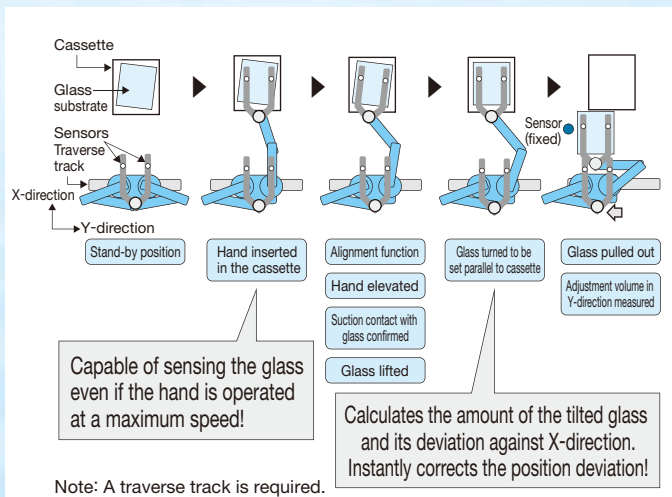 Cassette
Glass
substrate
Sensors
Traverse
track
X-direction
Y-direction
Sensor
(fixed)
Stand-by position
Hand inserted
in the cassette
Alignment function
Hand elevated
Suction contact with
glass confirmed
Glass lifted
Glass turned to be
set parallel to cassette
Glass pulled out
Adjustment volume in
Y-direction measured
Capable of sensing the glass
even if the hand is operated
at a maximum speed!
Calculates the amount of the tilted glass
and its deviation against X-direction.
Instantly corrects the position deviation!
Note: A traverse track is required.